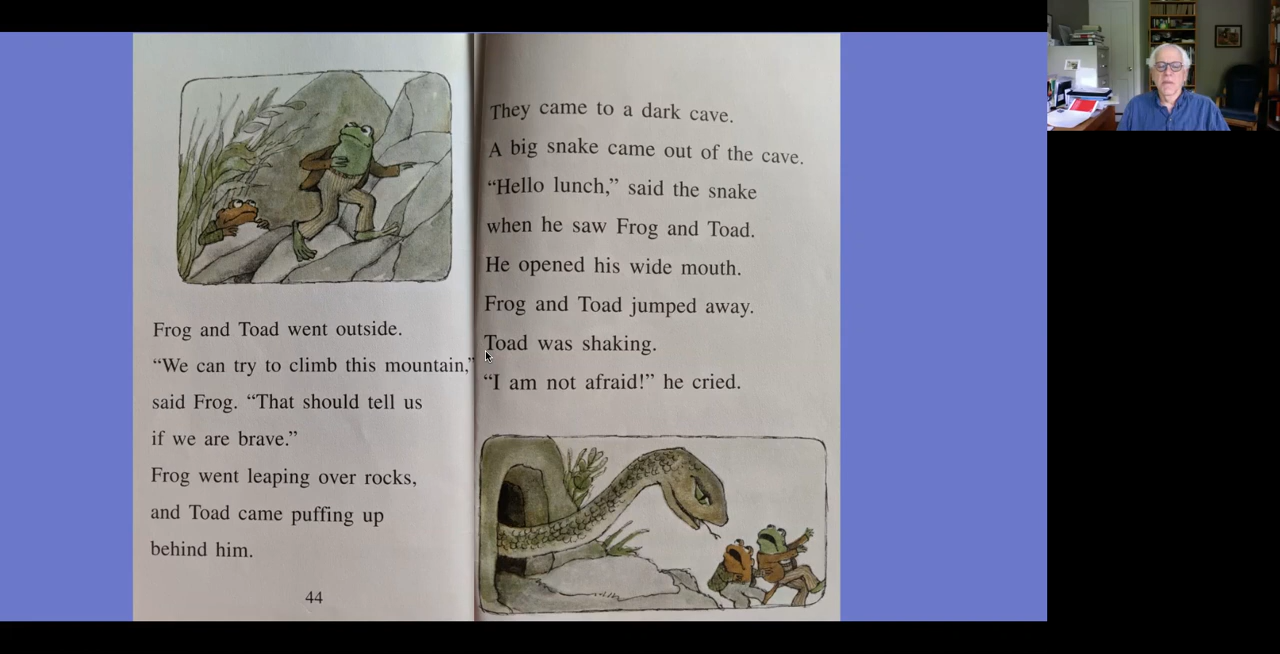 Frog and Toad went outside.
“We can try to climb this mountain,”
said Frog. “That should tell us
if we are brave.”
Frog went leaping over rocks,
and Toad came puffing up
behind him.
44
They came to a dark cave.
A big snake came out of the cave.
“Hello lunch,” said the snake
when he saw Frog and Toad.
He opened his wide mouth.
Frog and Toad jumped away.
Toad was shaking.
“I am not afraid!” he cried.